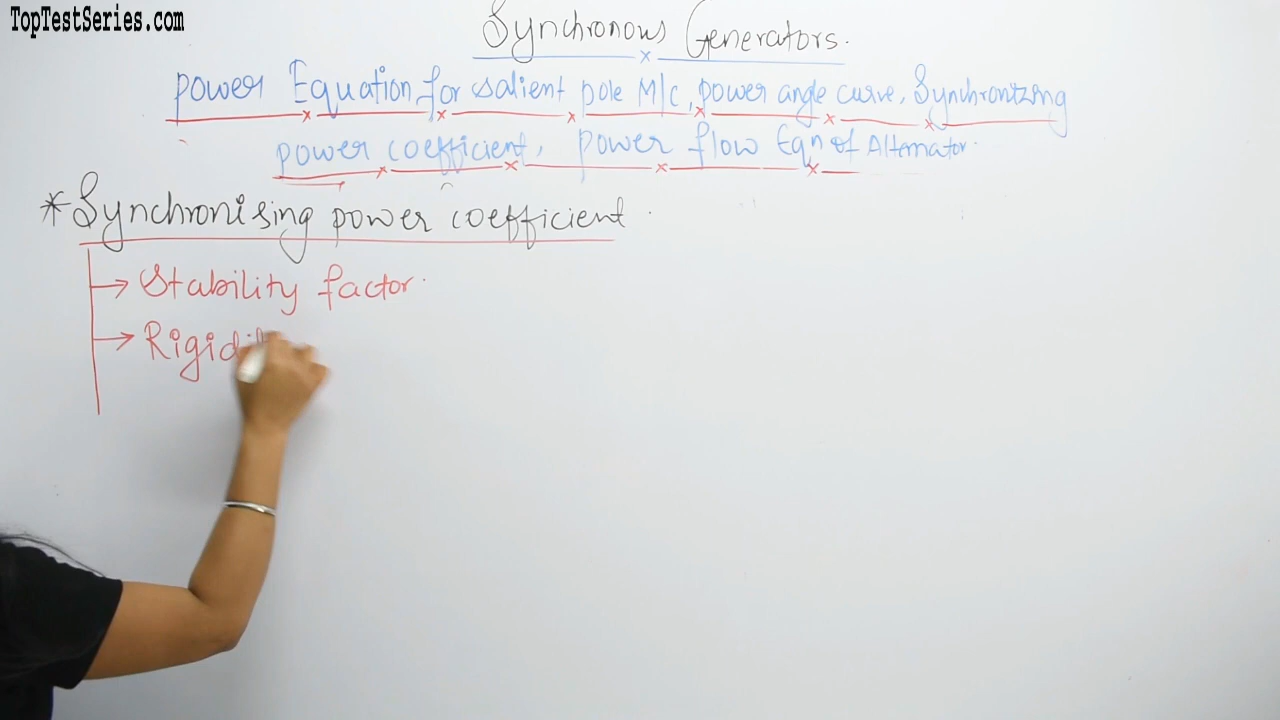 TopTestSeries.com
Synchronous Generators.
power Equation for salient pole M/c, power angle curve, Synchronizing
power coefficient, power flow Eqn of Alternator.
*Synchronising power coefficient.
→ Stability factor.
→ Rigidi